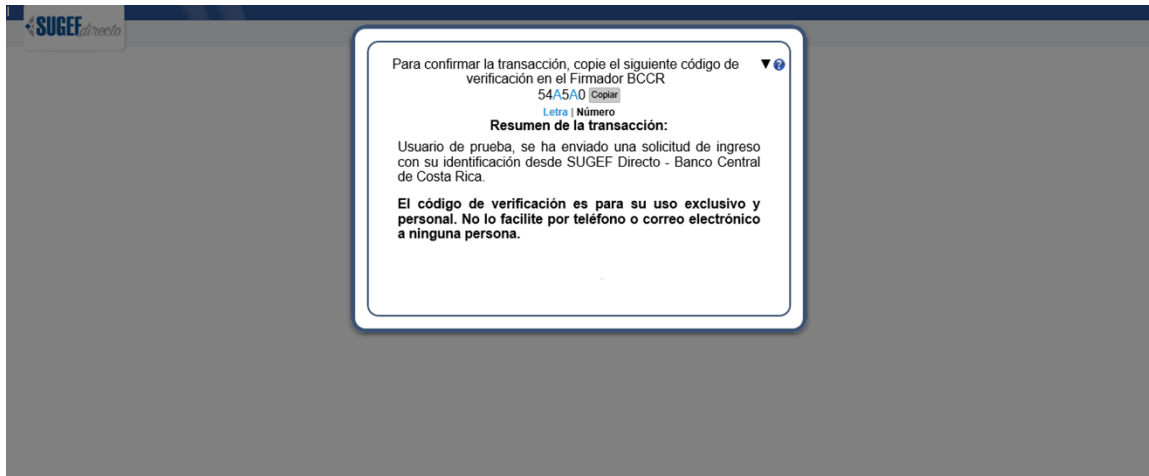 SUGEFdirecto
Para confirmar la transacción, copie el siguiente código de
verificación en el Firmador BCCR
54A5A0 Copiar
Letra | Número
Resumen de la transacción:
Usuario de prueba, se ha enviado una solicitud de ingreso
con su identificación desde SUGEF Directo - Banco Central
de Costa Rica.
El código de verificación es para su uso exclusivo y
personal. No lo facilite por teléfono o correo electrónico
a ninguna persona.